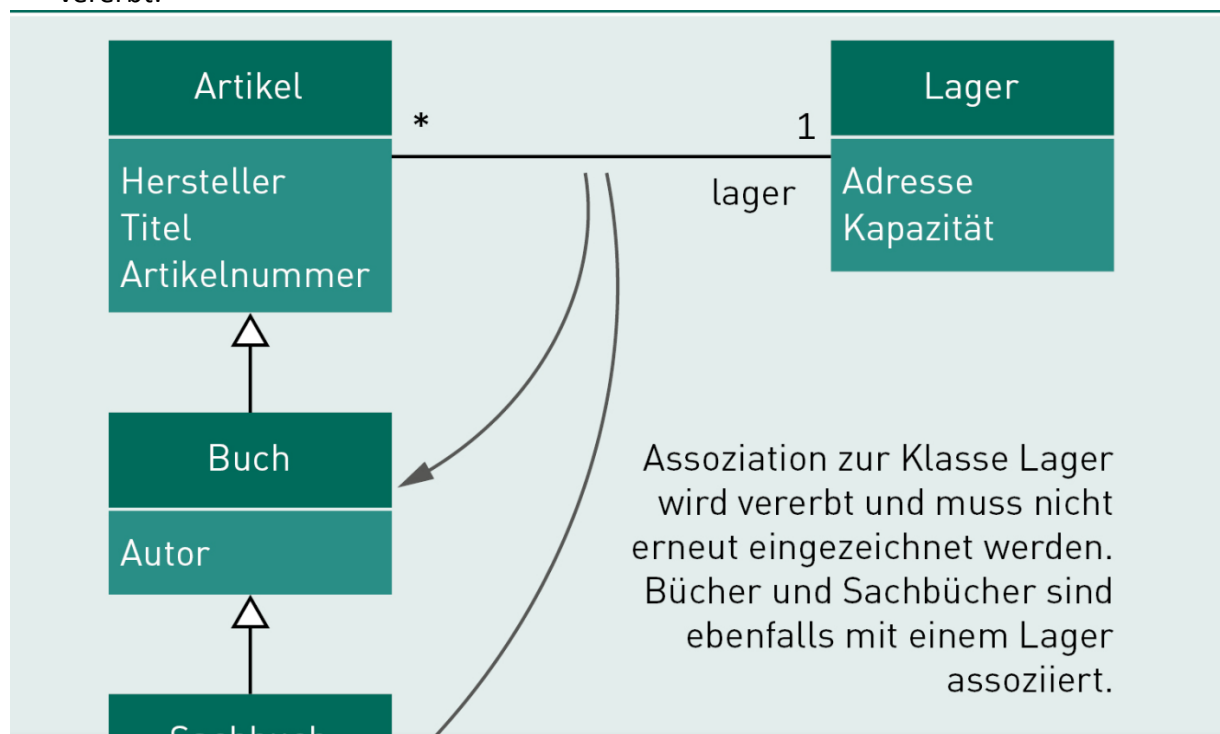 Artikel
*
1
Lager
Hersteller
Titel
Artikelnummer
lager
Adresse
Kapazität
Buch
Autor
Assoziation zur Klasse Lager
wird vererbt und muss nicht
erneut eingezeichnet werden.
Bücher und Sachbücher sind
ebenfalls mit einem Lager
assoziiert.